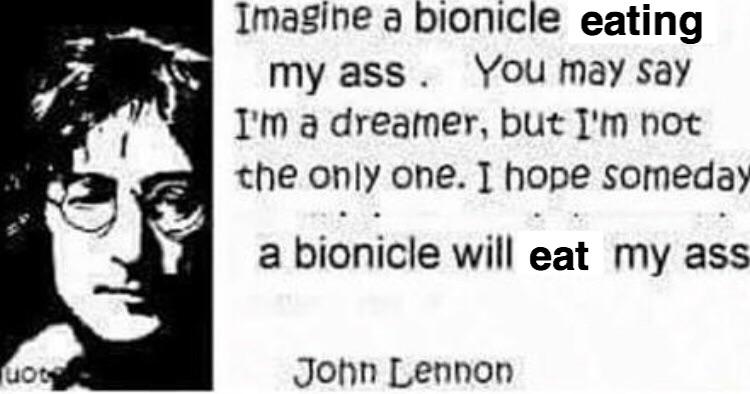 Imagine a bionicle eating
my ass . You may say
I'm a dreamer, but I'm not
the only one. I hope someday
a bionicle will eat my ass
John Lennon